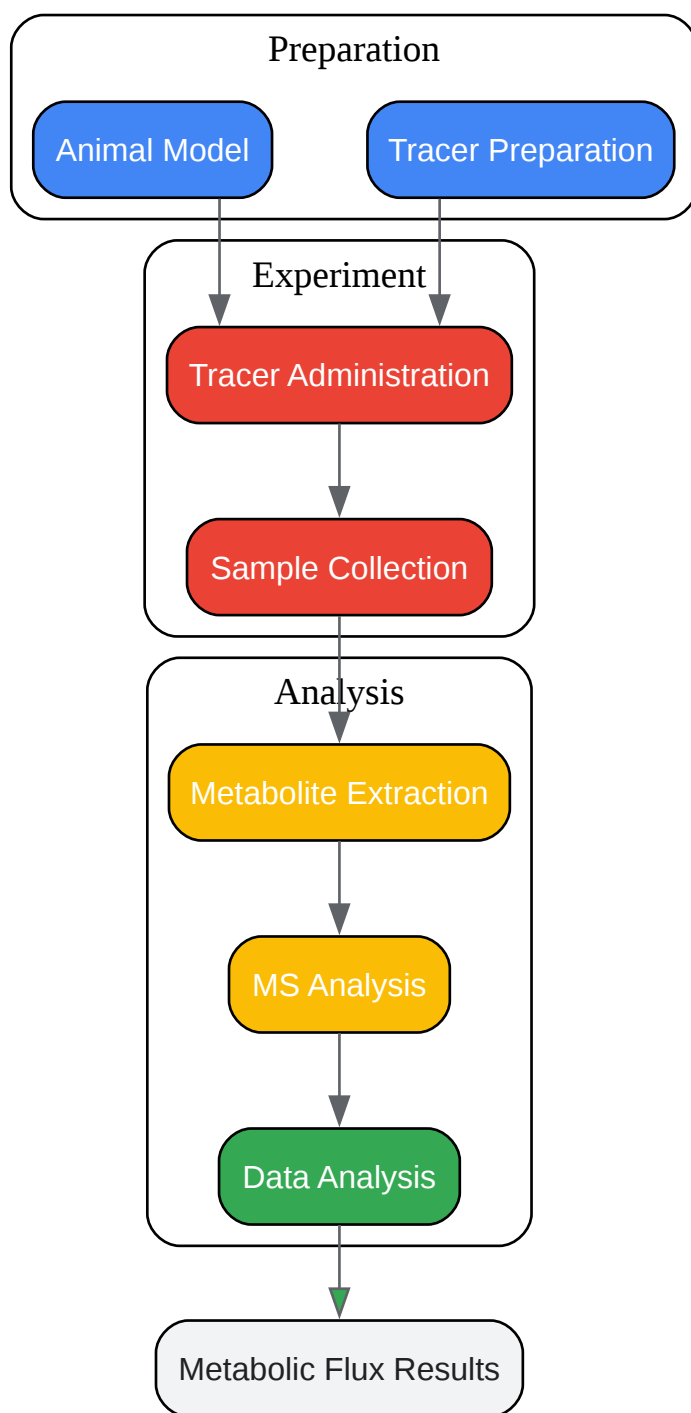 Preparation
Animal Model
Tracer Preparation
Experiment
Tracer Administration
Sample Collection
Analysis
Metabolite Extraction
MS Analysis
Data Analysis
Metabolic Flux Results